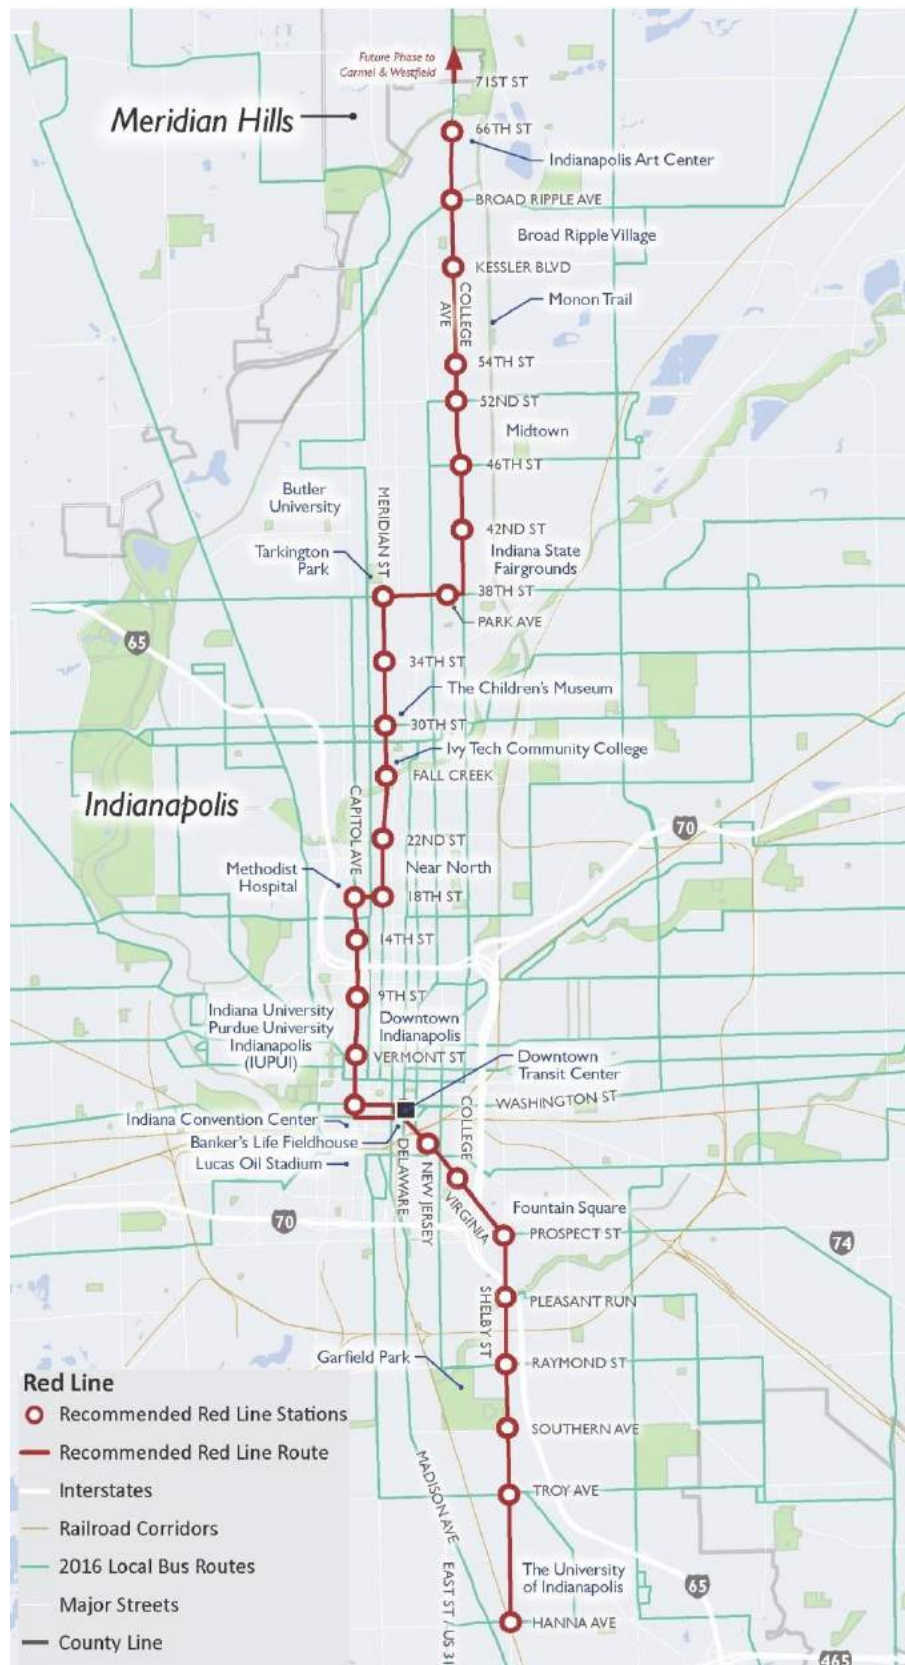 Future Phase to
Carmel & Westfield
71ST ST
Meridian Hills
66TH ST
Indianapolis Art Center
BROAD RIPPLE AVE
Broad Ripple Village
KESSLER BLVD
COLLEGE
AVE
Monon Trail
54TH ST
52ND ST
Midtown
46TH ST
Butler
University
MERIDIAN ST
42ND ST
Tarkington
Park
Indiana State
Fairgrounds
38TH ST
PARK AVE
65
34TH ST
The Children's Museum
30TH ST
Ivy Tech Community College
FALL CREEK
Indianapolis
CAPITOL AVE
70
22ND ST
Methodist
Hospital
Near North
18TH ST
14TH ST
9TH ST
Indiana University
Purdue University
Indianapolis
(IUPUI)
Downtown
Indianapolis
VERMONT ST
Downtown
Transit Center
WASHINGTON ST
COLLEGE
Indiana Convention Center
Banker's Life Fieldhouse
Lucas Oil Stadium
DELAWARE
NEW JERSEY
VIRGINIA
70
Fountain Square
PROSPECT ST
74
PLEASANT RUN
SHELBY ST
Garfield Park
RAYMOND ST
SOUTHERN AVE
MADISON AVE
TROY AVE
EAST ST / US 31
The University
of Indianapolis
65
HANNA AVE
465
Red Line
Recommended Red Line Stations
Recommended Red Line Route
Interstates
Railroad Corridors
2016 Local Bus Routes
Major Streets
County Line